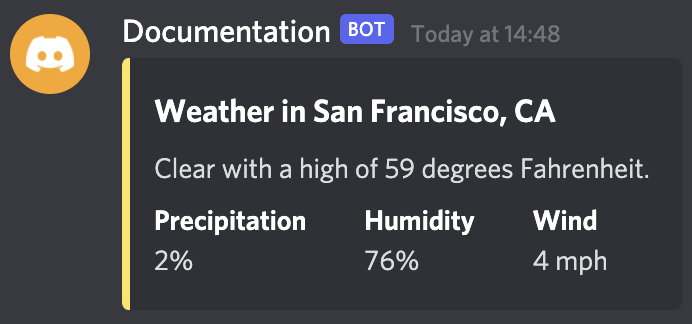 Documentation BOT Today at 14:48
Weather in San Francisco, CA
Clear with a high of 59 degrees Fahrenheit.
Precipitation Humidity Wind
2% 76% 4 mph